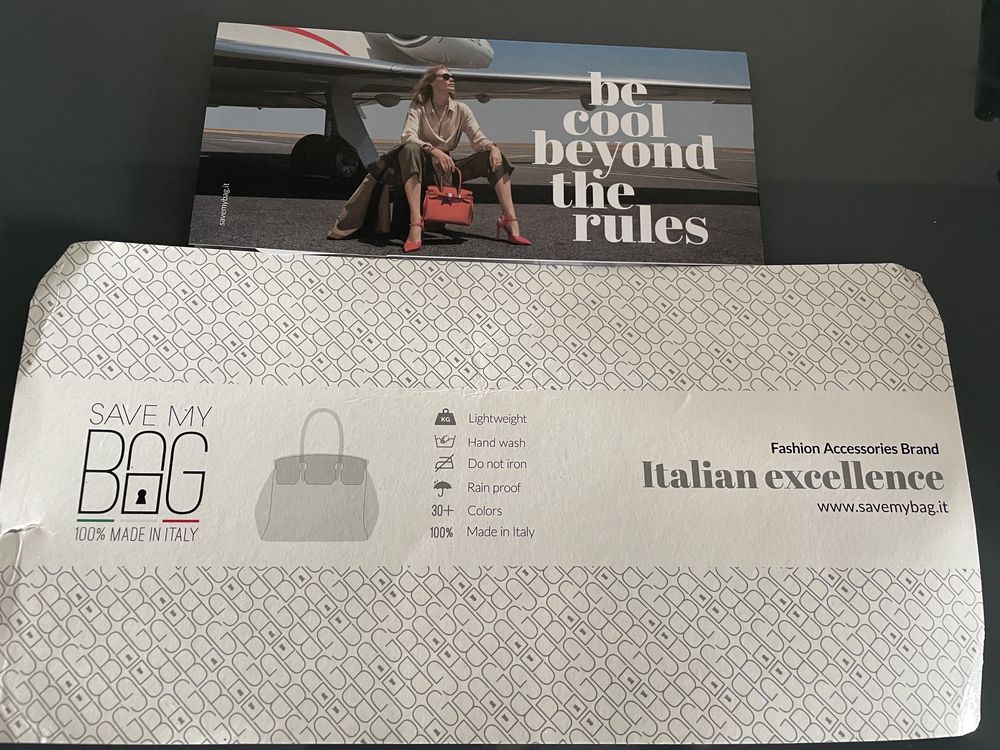 be
cool
beyond
the
rules
savemybag.it
SAVE MY
BAG
100% MADE IN ITALY
KG Lightweight
Hand wash
Do not iron
Rain proof
30+ Colors
100% Made in Italy
Fashion Accessories Brand
Italian excellence
www.savemybag.it